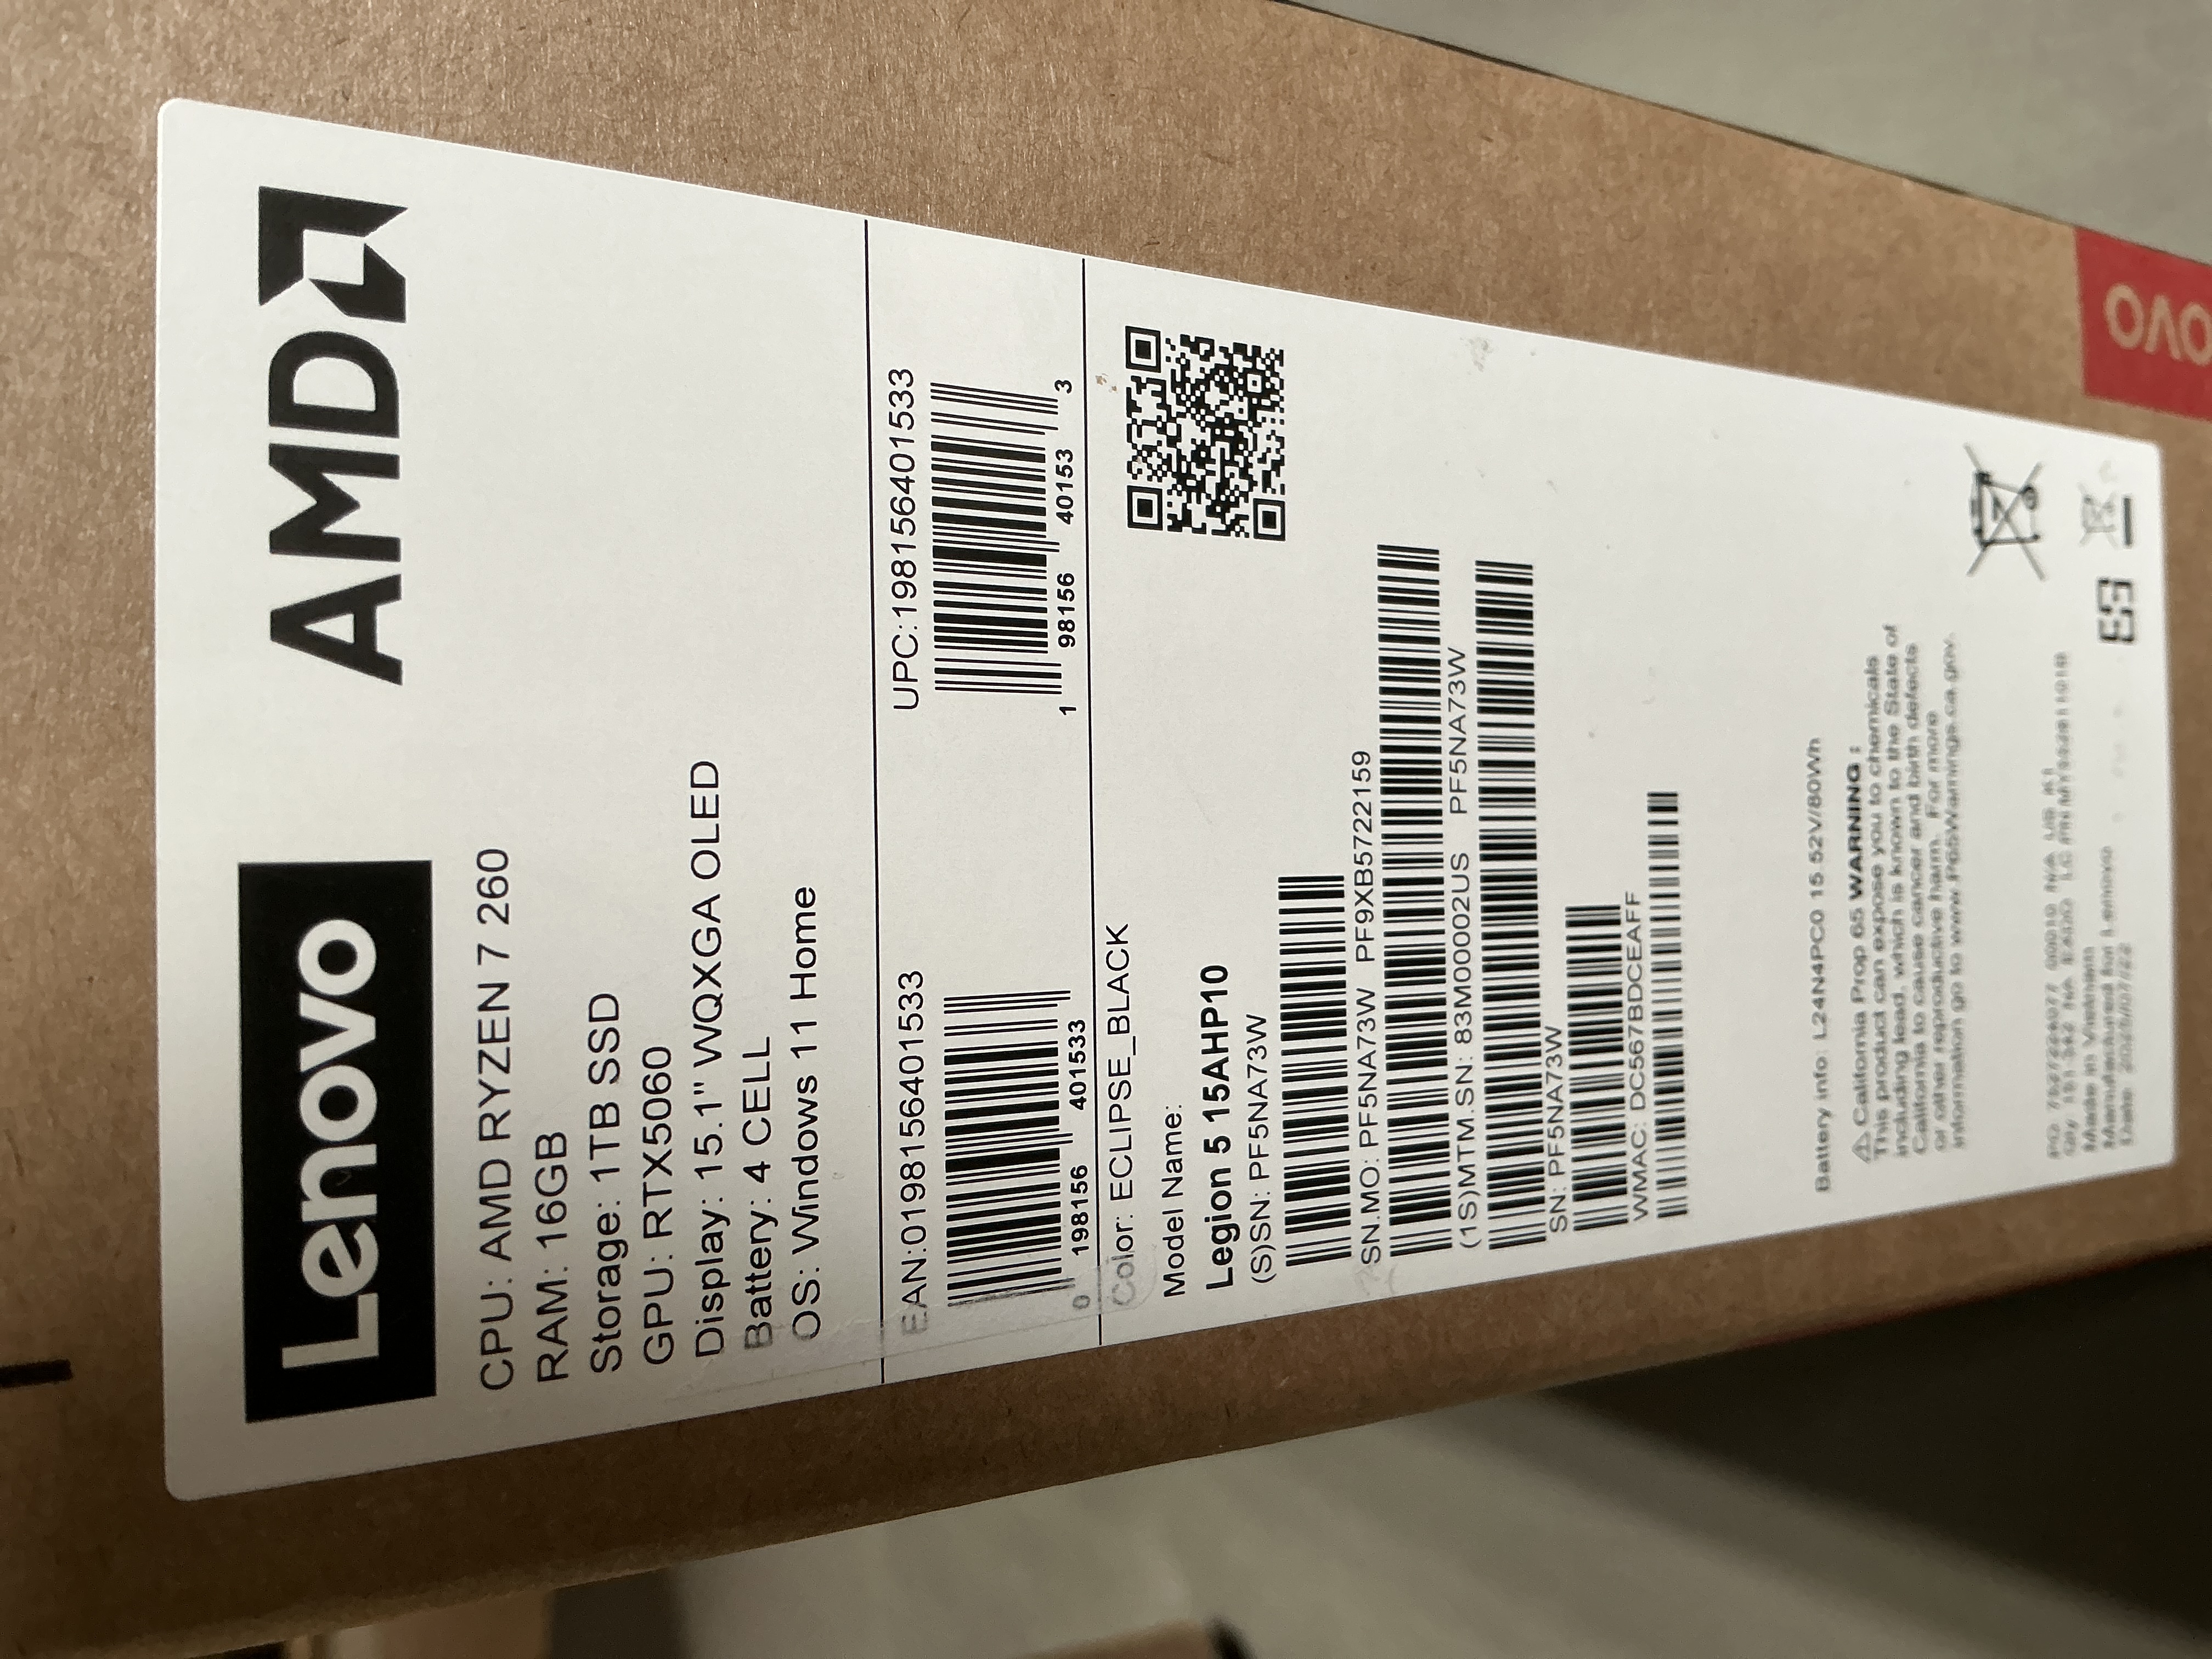 Lenovo AMD
CPU: AMD RYZEN 7 260
RAM: 16GB
Storage: 1TB SSD
GPU: RTX5060
Display: 15.1" WQXGA OLED
Battery: 4 CELL
OS: Windows 11 Home
EAN:0198156401533 UPC:198156401533
0 198156 401533 1 98156 40153 3
Color: ECLIPSE_BLACK
Model Name:
Legion 5 15AHP10
(S)SN: PF5NA73W
SN.MO: PF5NA73W PF9XB5722159
(1S)MTM.SN: 83M00002US PF5NA73W
SN: PF5NA73W
WMAC: DC567BDCEAFF
Battery info: L24N4PC0 15.52V/80Wh
California Prop 65 WARNING :
This product can expose you to chemicals
including lead, which is known to the State of
California to cause cancer and birth defects
or other reproductive harm. For more
information go to www.P65Warnings.ca.gov.
Made in Vietnam
Manufactured for Lenovo
ovo